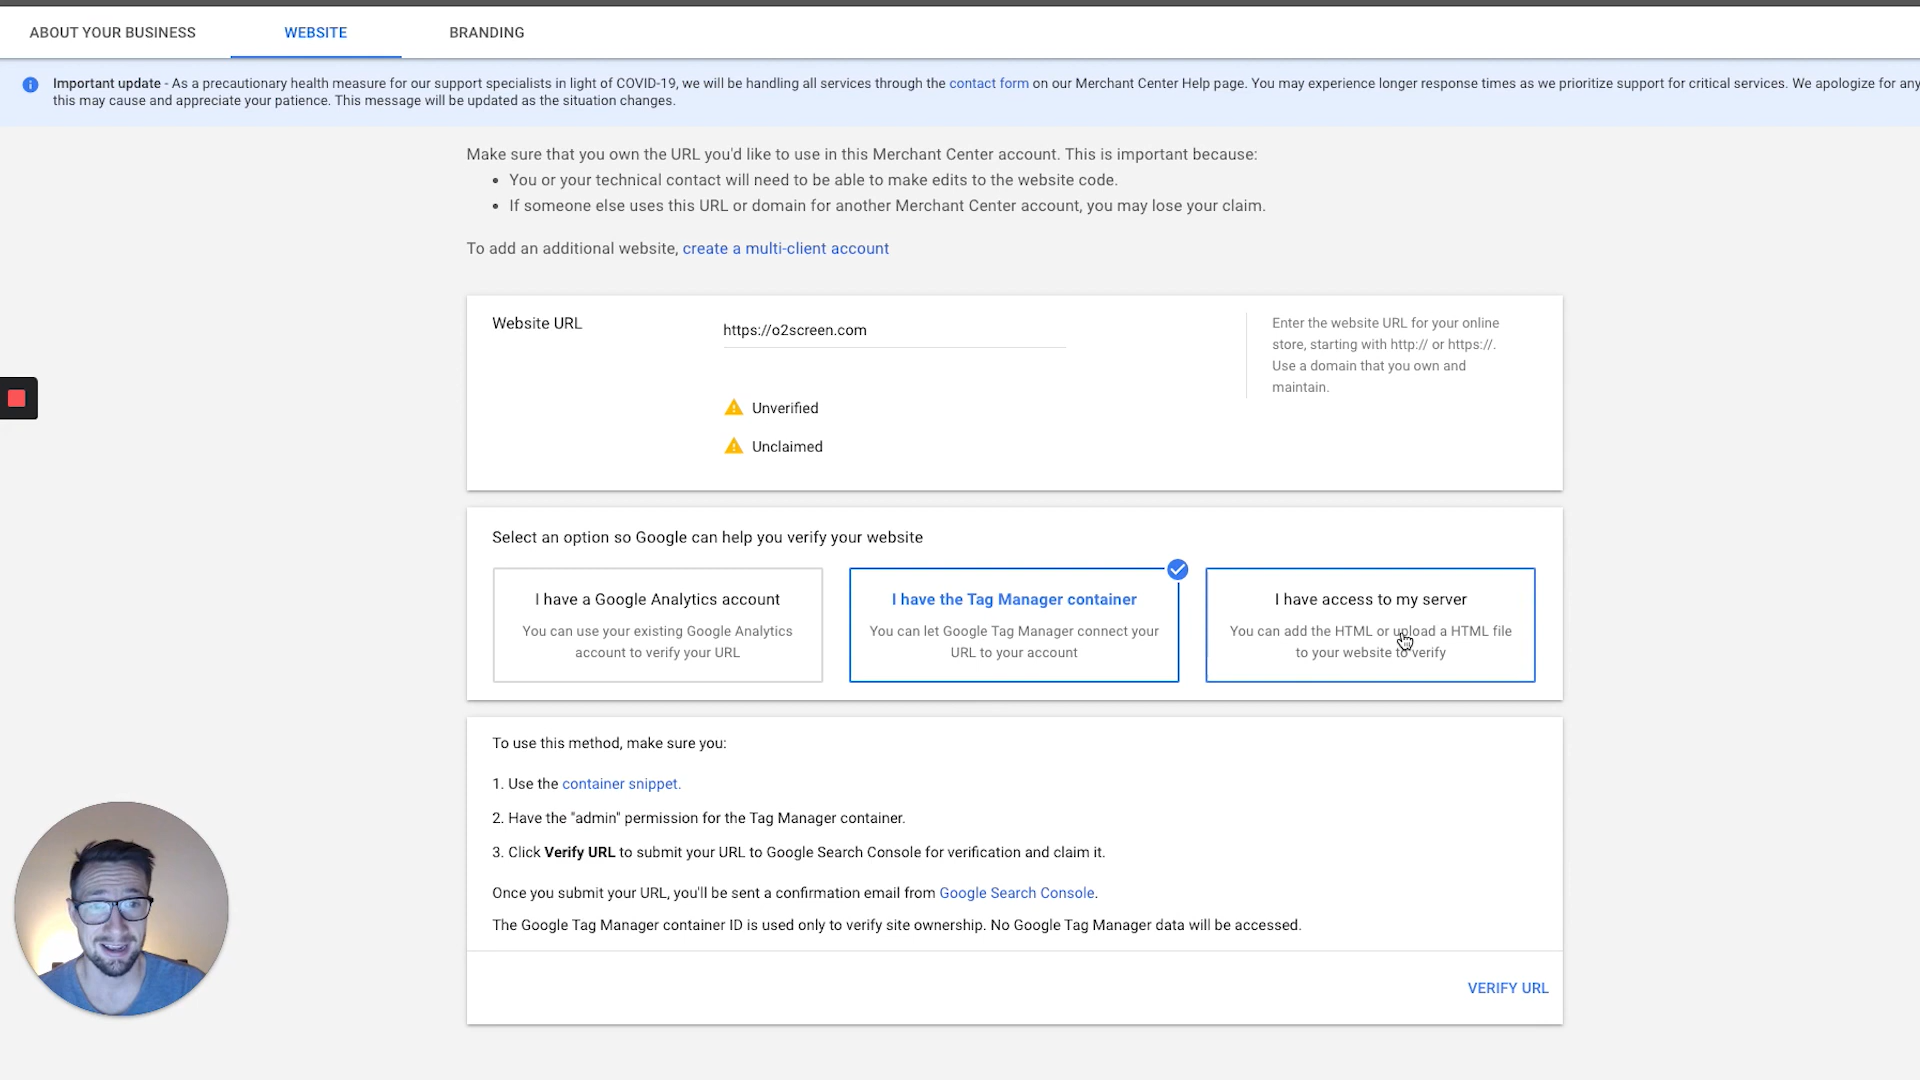 ABOUT YOUR BUSINESS
WEBSITE
BRANDING
Important update - As a precautionary health measure for our support specialists in light of COVID-19, we will be handling all services through the contact form on our Merchant Center Help page. You may experience longer response times as we prioritize support for critical services. We apologize for any
this may cause and appreciate your patience. This message will be updated as the situation changes.
Make sure that you own the URL you'd like to use in this Merchant Center account. This is important because:
• You or your technical contact will need to be able to make edits to the website code.
• If someone else uses this URL or domain for another Merchant Center account, you may lose your claim.
To add an additional website, create a multi-client account
Website URL
https://o2screen.com
Unverified
Unclaimed
Enter the website URL for your online
store, starting with http:// or https://.
Use a domain that you own and
maintain.
Select an option so Google can help you verify your website
I have a Google Analytics account
You can use your existing Google Analytics
account to verify your URL
I have the Tag Manager container
You can let Google Tag Manager connect your
URL to your account
I have access to my server
You can add the HTML or upload a HTML file
to your website to verify
To use this method, make sure you:
1. Use the container snippet.
2. Have the "admin" permission for the Tag Manager container.
3. Click Verify URL to submit your URL to Google Search Console for verification and claim it.
Once you submit your URL, you'll be sent a confirmation email from Google Search Console.
The Google Tag Manager container ID is used only to verify site ownership. No Google Tag Manager data will be accessed.
VERIFY URL